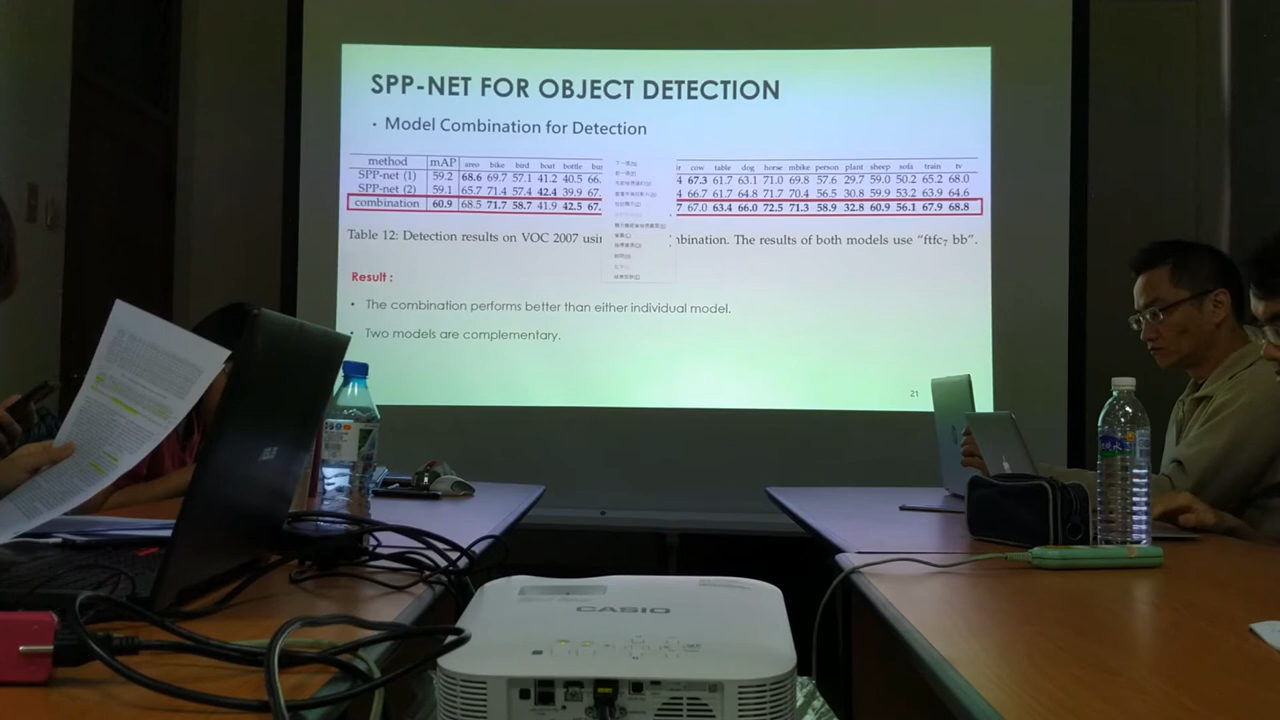 SPP-NET FOR OBJECT DETECTION
• Model Combination for Detection
method mAP areo bike bird boat bottle cow table dog horse mbike person plant sheep sofa train tv
SPP-net (1) 59.2 68.6 69.7 57.1 41.2 40.5 66. 4 67.3 61.7 63.1 71.0 69.8 57.6 29.7 59.0 50.2 65.2 68.0
SPP-net (2) 59.1 65.7 71.4 57.4 42.4 39.9 67. 4 66.7 61.7 64.8 71.7 70.4 56.5 30.8 59.9 53.2 63.9 64.6
combination 60.9 68.5 71.7 58.7 41.9 42.5 67. 7 67.0 63.4 66.0 72.5 71.3 58.9 32.8 60.9 56.1 67.9 68.8
Table 12: Detection results on VOC 2007 usin nbination. The results of both models use “ftfc7 bb”.
Result :
• The combination performs better than either individual model.
• Two models are complementary.
21
CASIO